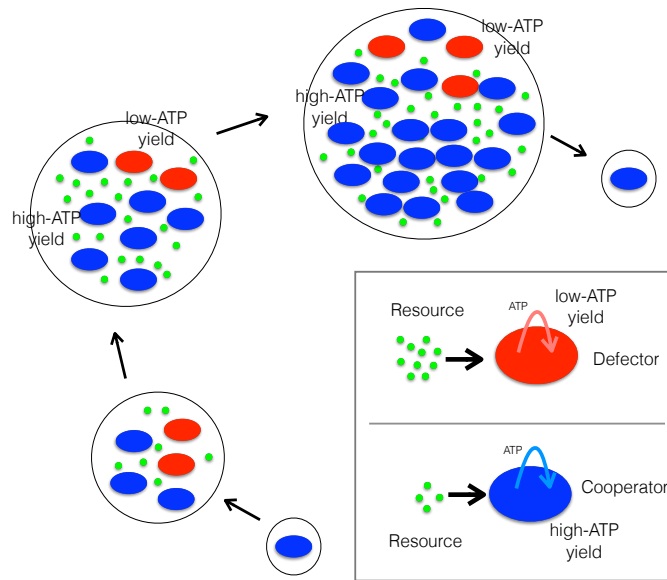 low-ATP
yield
high-ATP
yield
low-ATP
yield
high-ATP
yield
Resource
ATP
low-ATP
yield
Defector
ATP
Cooperator
high-ATP
yield
Resource